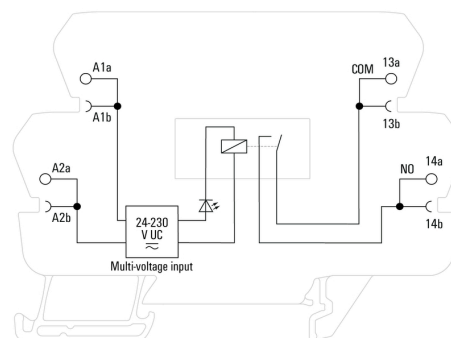 A1a
A1b
A2a
A2b
24-230
V UC
Multi-voltage input
COM
13a
13b
NO
14a
14b